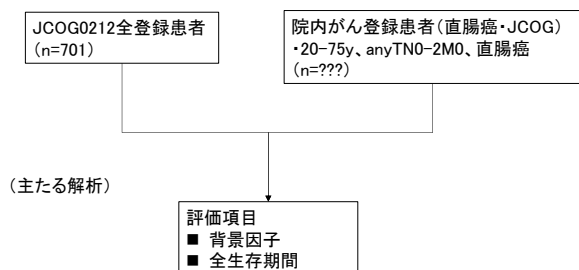 JCOG0212全登録患者
(n=701)
院内がん登録患者(直腸癌・JCOG)
・20-75y、anyTN0-2M0、直腸癌
(n=???)
(主たる解析)
評価項目
■ 背景因子
■ 全生存期間